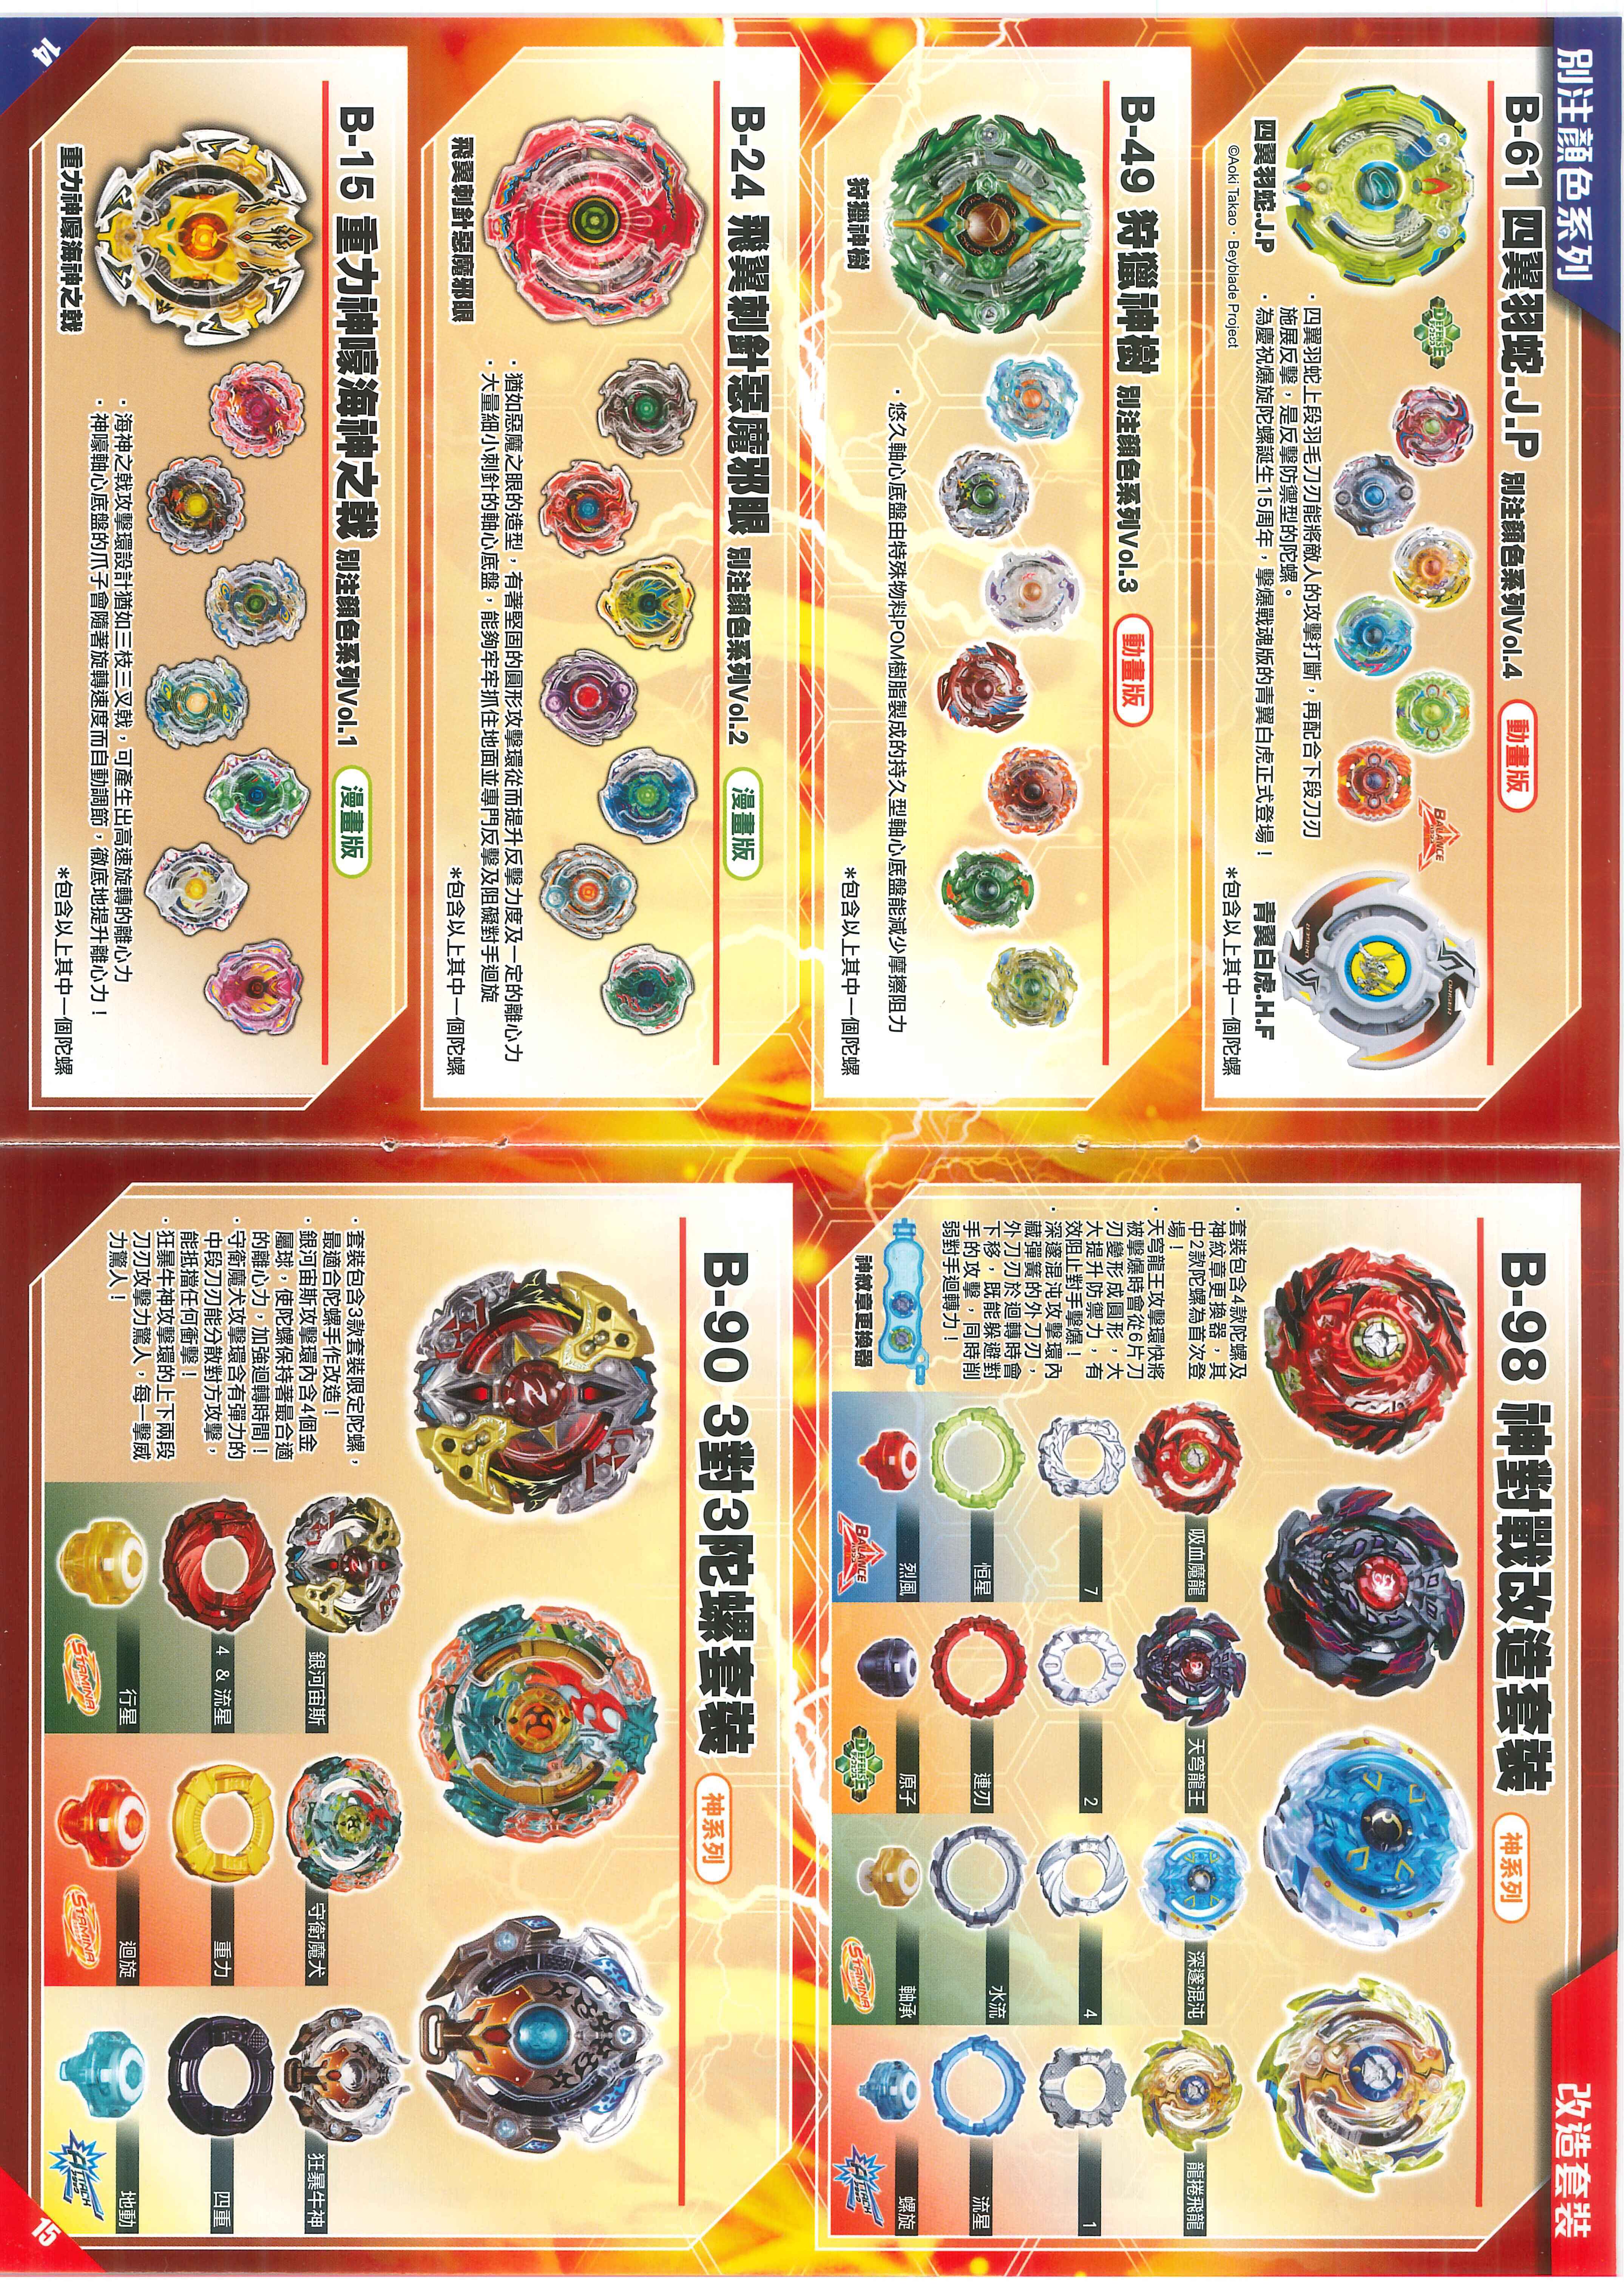 別注顏色系列
B-61 四翼羽蛇.J.P 別注顏色系列Vol.4 動畫版
DEFENSE
ディフェンス
BALANCE
バランス
DRIGER
DRIGER
・四翼羽蛇上段羽毛刀刃能將敵人的攻擊打斷，再配合下段刀刃
施展反擊，是反擊防禦型的陀螺。
・為慶祝爆旋陀螺誕生15周年，擊爆戰魂版的青翼白虎正式登場！
四翼羽蛇.J.P
青翼白虎.H.F
©Aoki Takao・Beyblade Project
*包含以上其中一個陀螺
B-49 狩獵神樹 別注顏色系列Vol.3 動畫版
・悠久軸心底盤由特殊物料POM樹脂製成的持久型軸心底盤能減少摩擦阻力
狩獵神樹
*包含以上其中一個陀螺
B-24 飛翼刺針惡魔邪眼 別注顏色系列Vol.2 漫畫版
・猶如惡魔之眼的造型，有著堅固的圓形攻擊環從而提升反擊力度及一定的離心力
・大量細小刺針的軸心底盤，能夠牢牢抓住地面並專門反擊及阻礙對手迴旋
飛翼刺針惡魔邪眼
*包含以上其中一個陀螺
B-15 重力神嚎海神之戟 別注顏色系列Vol.1 漫畫版
・海神之戟攻擊環設計猶如三枝三叉戟，可產生出高速旋轉的離心力
・神嚎軸心底盤的爪子會隨著旋轉速度而自動調節，徹底地提升離心力！
重力神嚎海神之戟
*包含以上其中一個陀螺
14
改造套裝
B-98 神對戰改造套裝 神系列
・套裝包含4款陀螺及
神紋章更換器，其
中2款陀螺為首次登
場！
・天穹龍王攻擊環快將
被擊爆時會從6片刀
刃變形成圓形，大
大提升防禦力，有
效阻止對手擊爆！
・深邃混沌攻擊環內
藏彈簧的外刀刃，
外刀刃於迴轉時會
下移，既能躲避對
手的攻擊，同時削
弱對手迴轉力！
神紋章更換器
吸血魔龍
7
恒星
烈風
BALANCE
バランス
天穹龍王
2
連刃
原子
DEFENSE
ディフェンス
深邃混沌
4
水流
軸承
STAMINA
龍捲飛龍
1
流星
螺旋
ATTACK
アタック
B-90 3對3陀螺套裝 神系列
・套裝包含3款套裝限定陀螺，
最適合陀螺手作改造！
・銀河宙斯攻擊環內含4個金
屬球，使陀螺保持著最合適
的離心力，加強迴轉時間！
・守衛魔犬攻擊環含有彈力的
中段刀刃能分散對方攻擊，
能抵擋任何衝擊！
・狂暴牛神攻擊環的上下兩段
刀刃攻擊力驚人，每一擊威
力驚人！
銀河宙斯
4 & 流星
行星
STAMINA
守衛魔犬
重力
迴旋
STAMINA
狂暴牛神
四重
地動
ATTACK
アタック
15